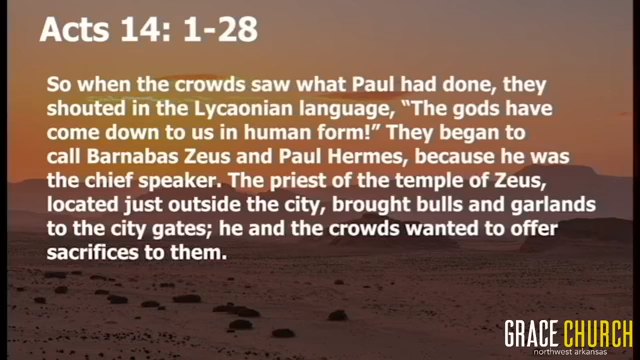 Acts 14: 1-28
So when the crowds saw what Paul had done, they
shouted in the Lycaonian language, “The gods have
come down to us in human form!” They began to
call Barnabas Zeus and Paul Hermes, because he was
the chief speaker. The priest of the temple of Zeus,
located just outside the city, brought bulls and garlands
to the city gates; he and the crowds wanted to offer
sacrifices to them.
GRACE CHURCH
northwest arkansas